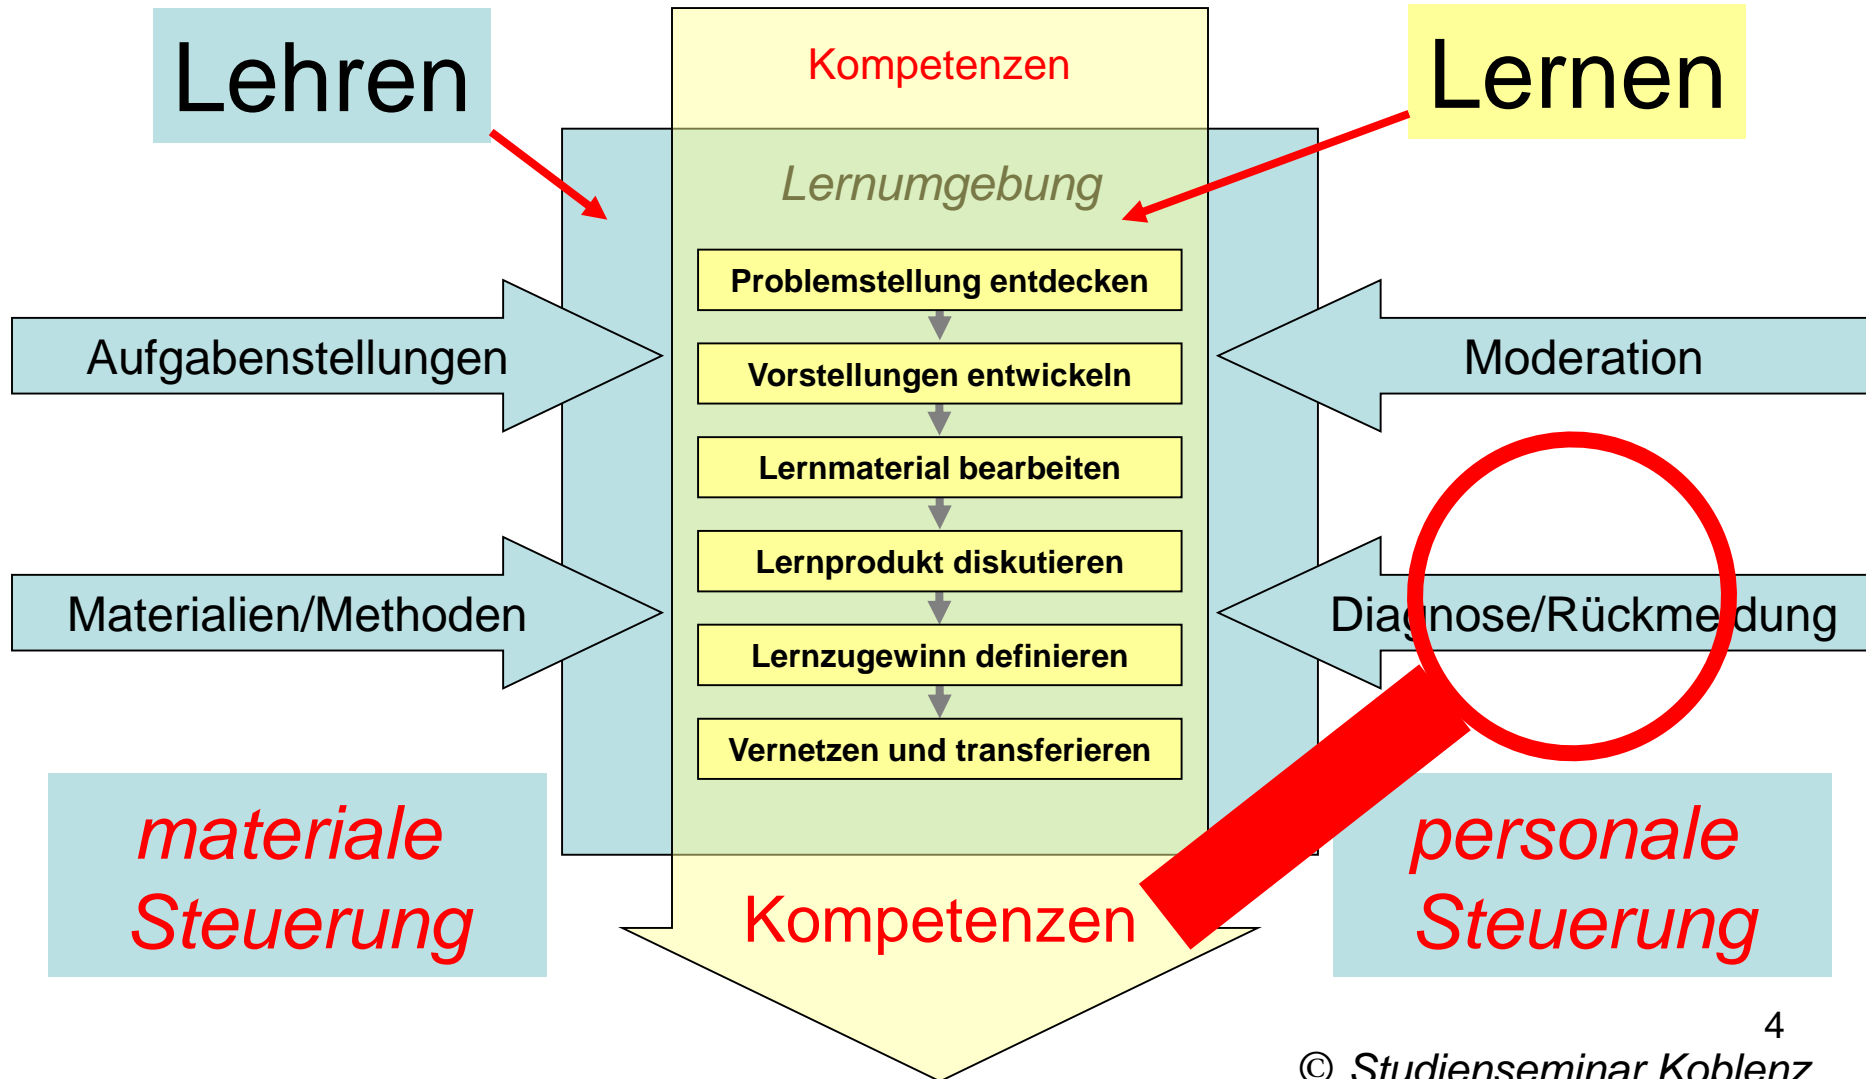 Lehren
Kompetenzen
Lernen
Lernumgebung
Problemstellung entdecken
Aufgabenstellungen
Vorstellungen entwickeln
Moderation
Lernmaterial bearbeiten
Lernprodukt diskutieren
Materialien/Methoden
Diagnose/Rückmeldung
Lernzugewinn definieren
Vernetzen und transferieren
materiale
Steuerung
Kompetenzen
personale
Steuerung
4
© Studienseminar Koblenz